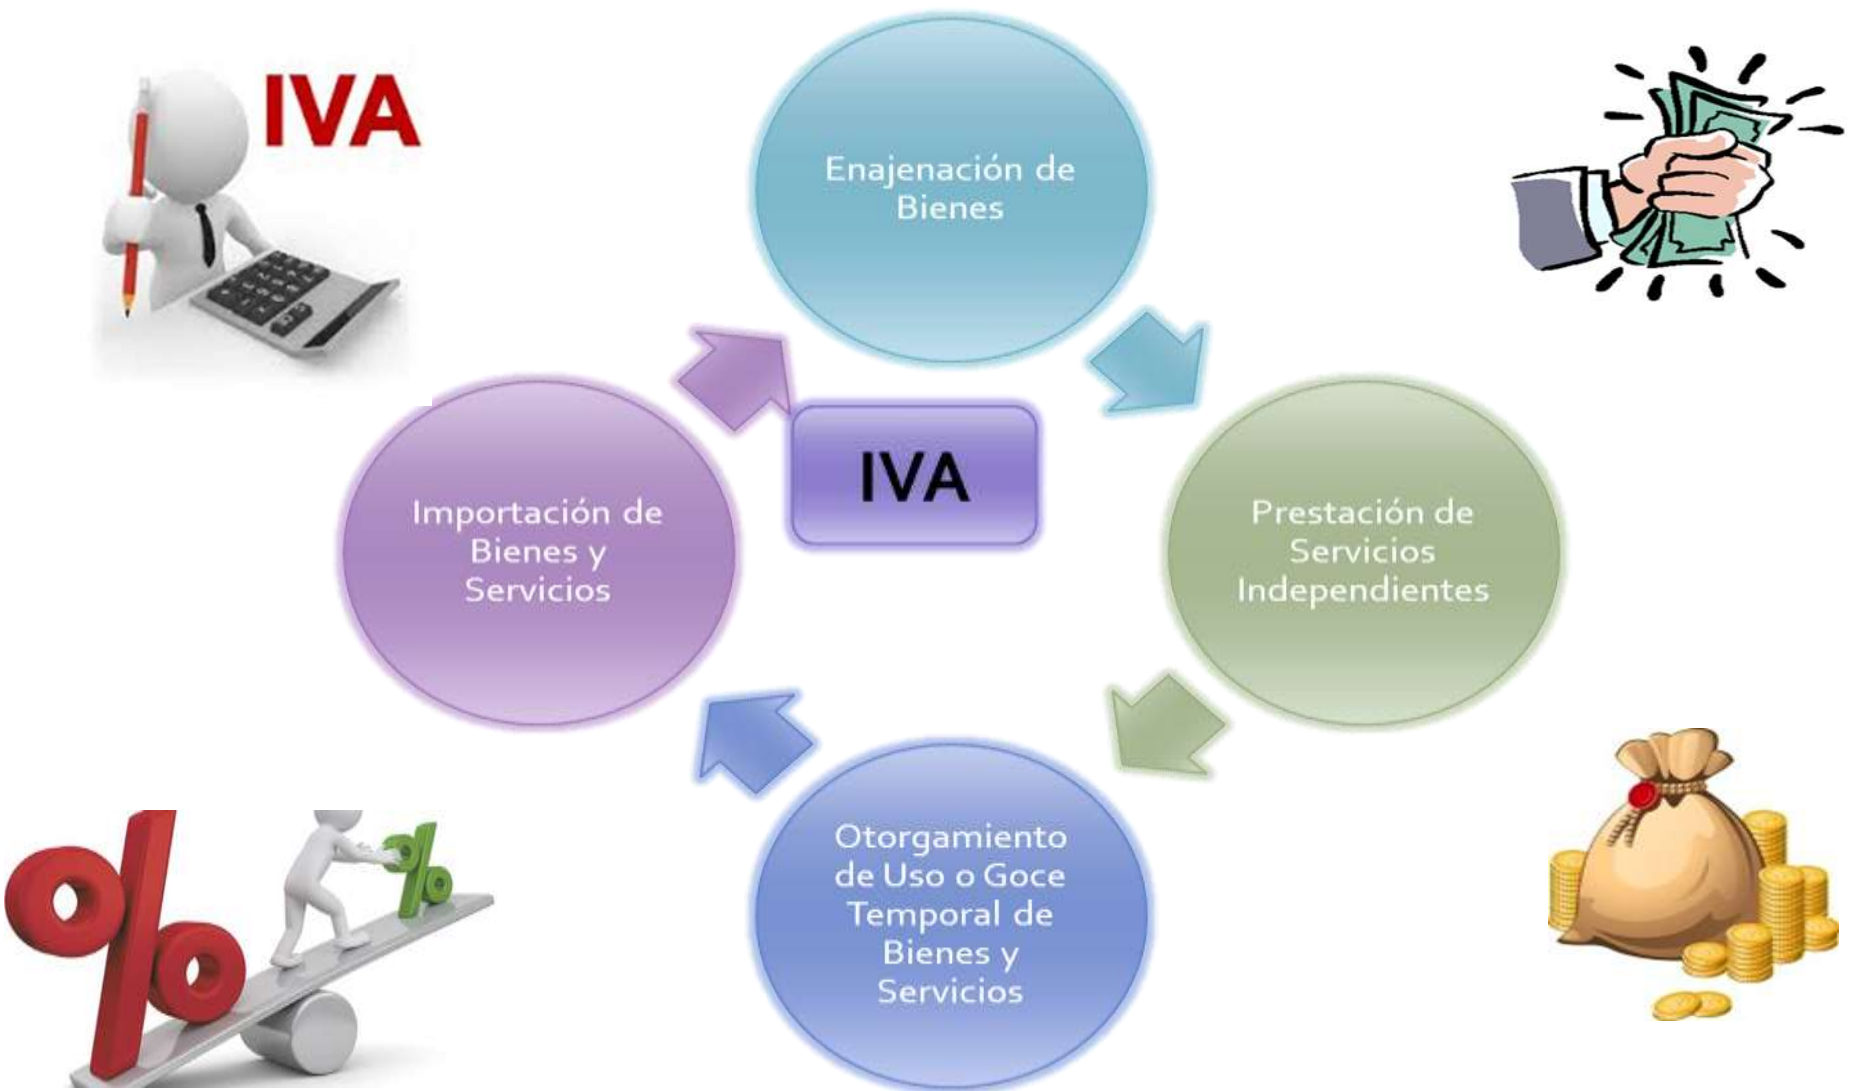 IVA
Enajenación de
Bienes
IVA
Importación de
Bienes y
Servicios
Prestación de
Servicios
Independientes
Otorgamiento
de Uso o Goce
Temporal de
Bienes y
Servicios
%
%